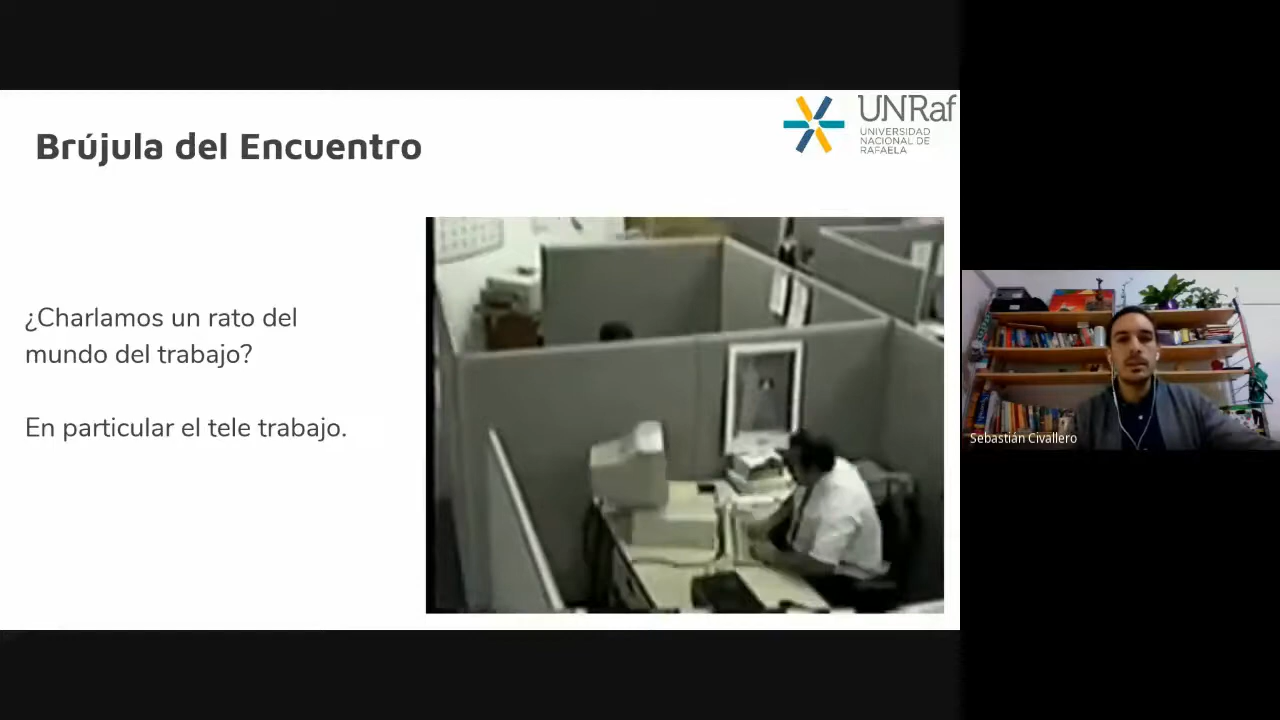 Brújula del Encuentro
UNRaf
UNIVERSIDAD
NACIONAL DE
RAFAELA
¿Charlamos un rato del
mundo del trabajo?
En particular el tele trabajo.
Sebastián Civallero